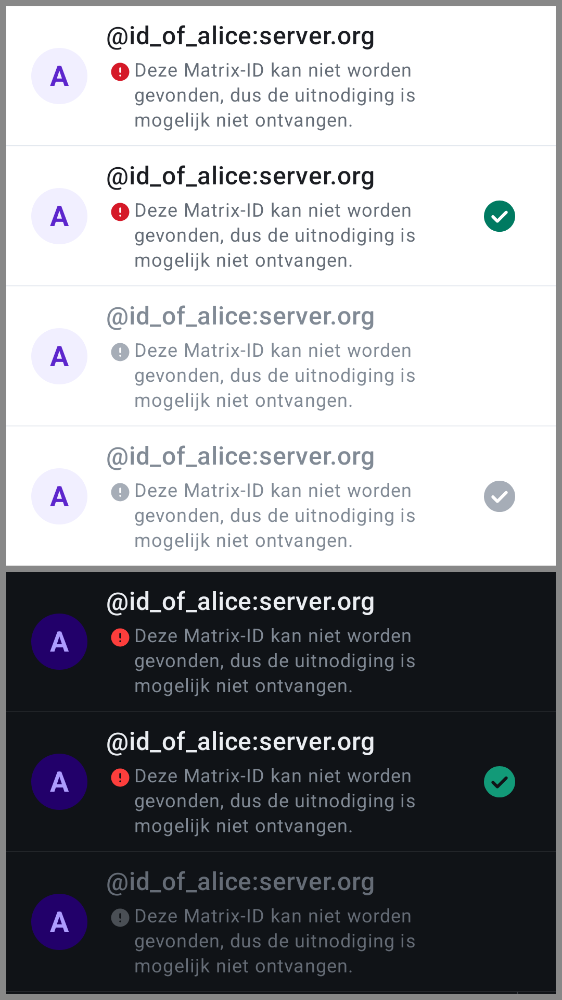 @id_of_alice:server.org
A
Deze Matrix-ID kan niet worden
gevonden, dus de uitnodiging is
mogelijk niet ontvangen.
@id_of_alice:server.org
A
Deze Matrix-ID kan niet worden
gevonden, dus de uitnodiging is
mogelijk niet ontvangen.
@id_of_alice:server.org
A
Deze Matrix-ID kan niet worden
gevonden, dus de uitnodiging is
mogelijk niet ontvangen.
@id_of_alice:server.org
A
Deze Matrix-ID kan niet worden
gevonden, dus de uitnodiging is
mogelijk niet ontvangen.
@id_of_alice:server.org
A
Deze Matrix-ID kan niet worden
gevonden, dus de uitnodiging is
mogelijk niet ontvangen.
@id_of_alice:server.org
A
Deze Matrix-ID kan niet worden
gevonden, dus de uitnodiging is
mogelijk niet ontvangen.
@id_of_alice:server.org
A
Deze Matrix-ID kan niet worden
gevonden, dus de uitnodiging is
mogelijk niet ontvangen.